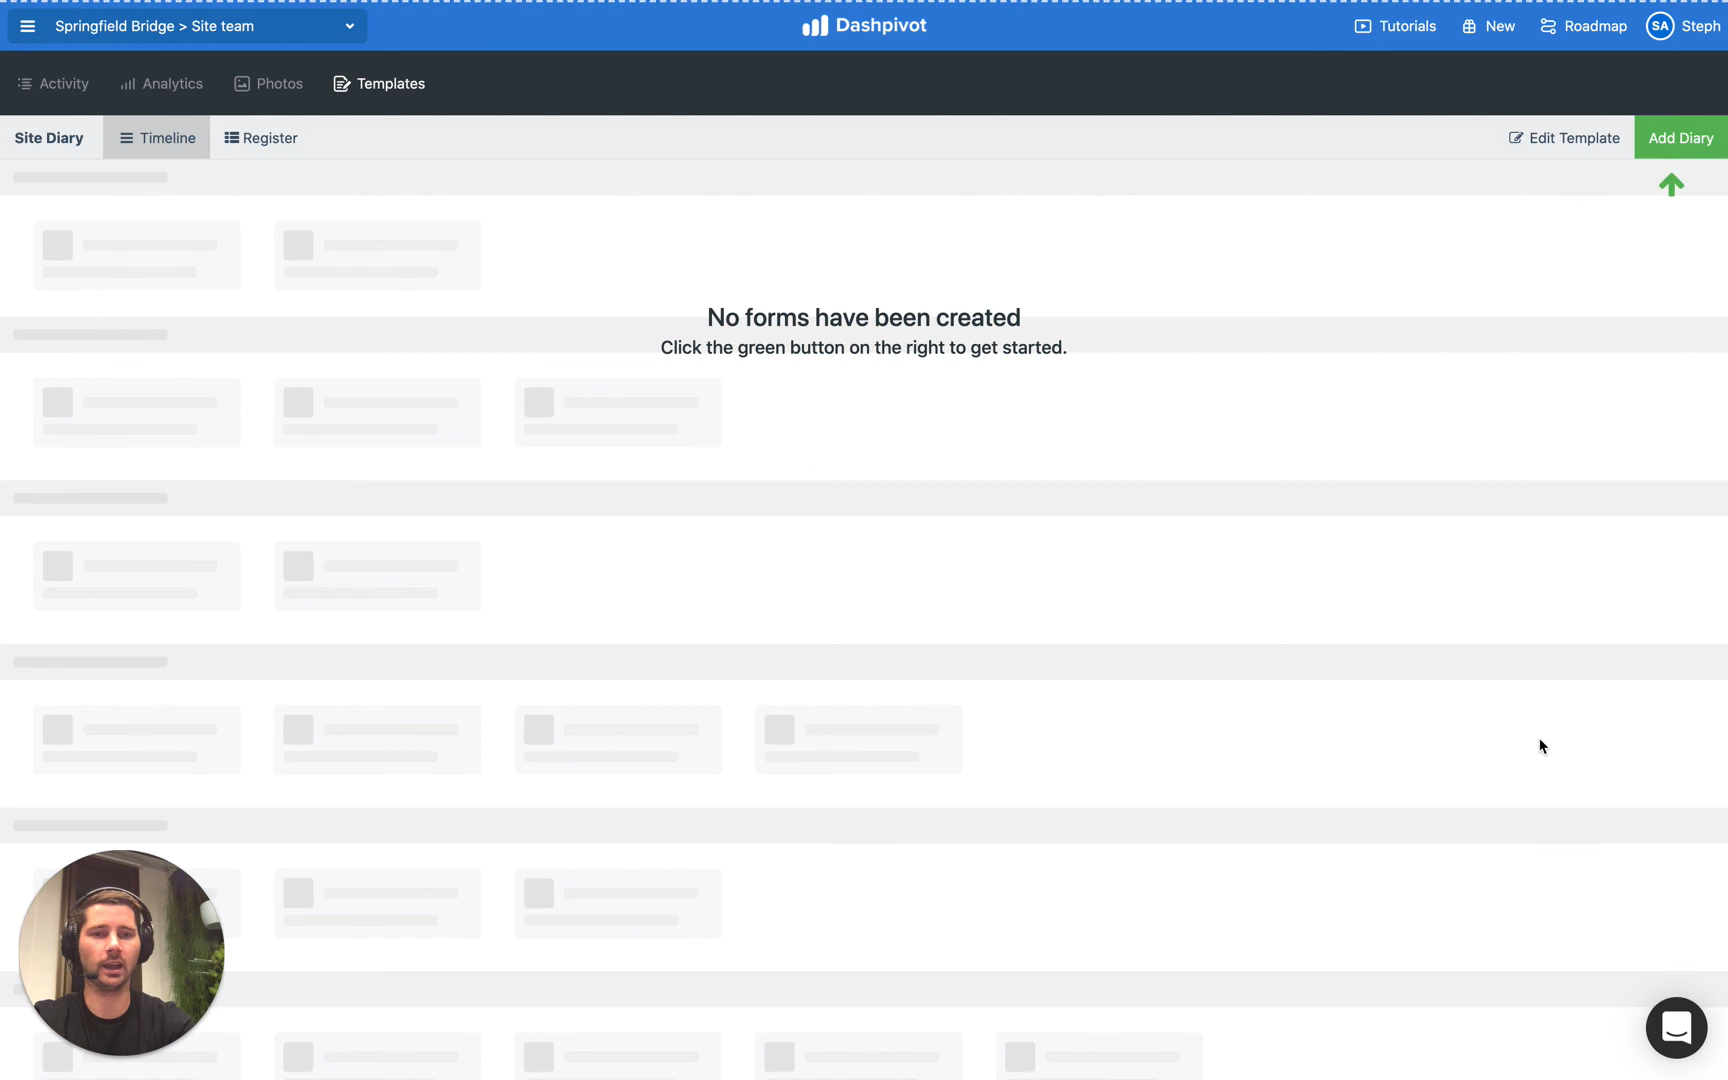 Springfield Bridge > Site team
Dashpivot
Tutorials
New
Roadmap
SA
Steph
Activity
Analytics
Photos
Templates
Site Diary
Timeline
Register
Edit Template
Add Diary
No forms have been created
Click the green button on the right to get started.